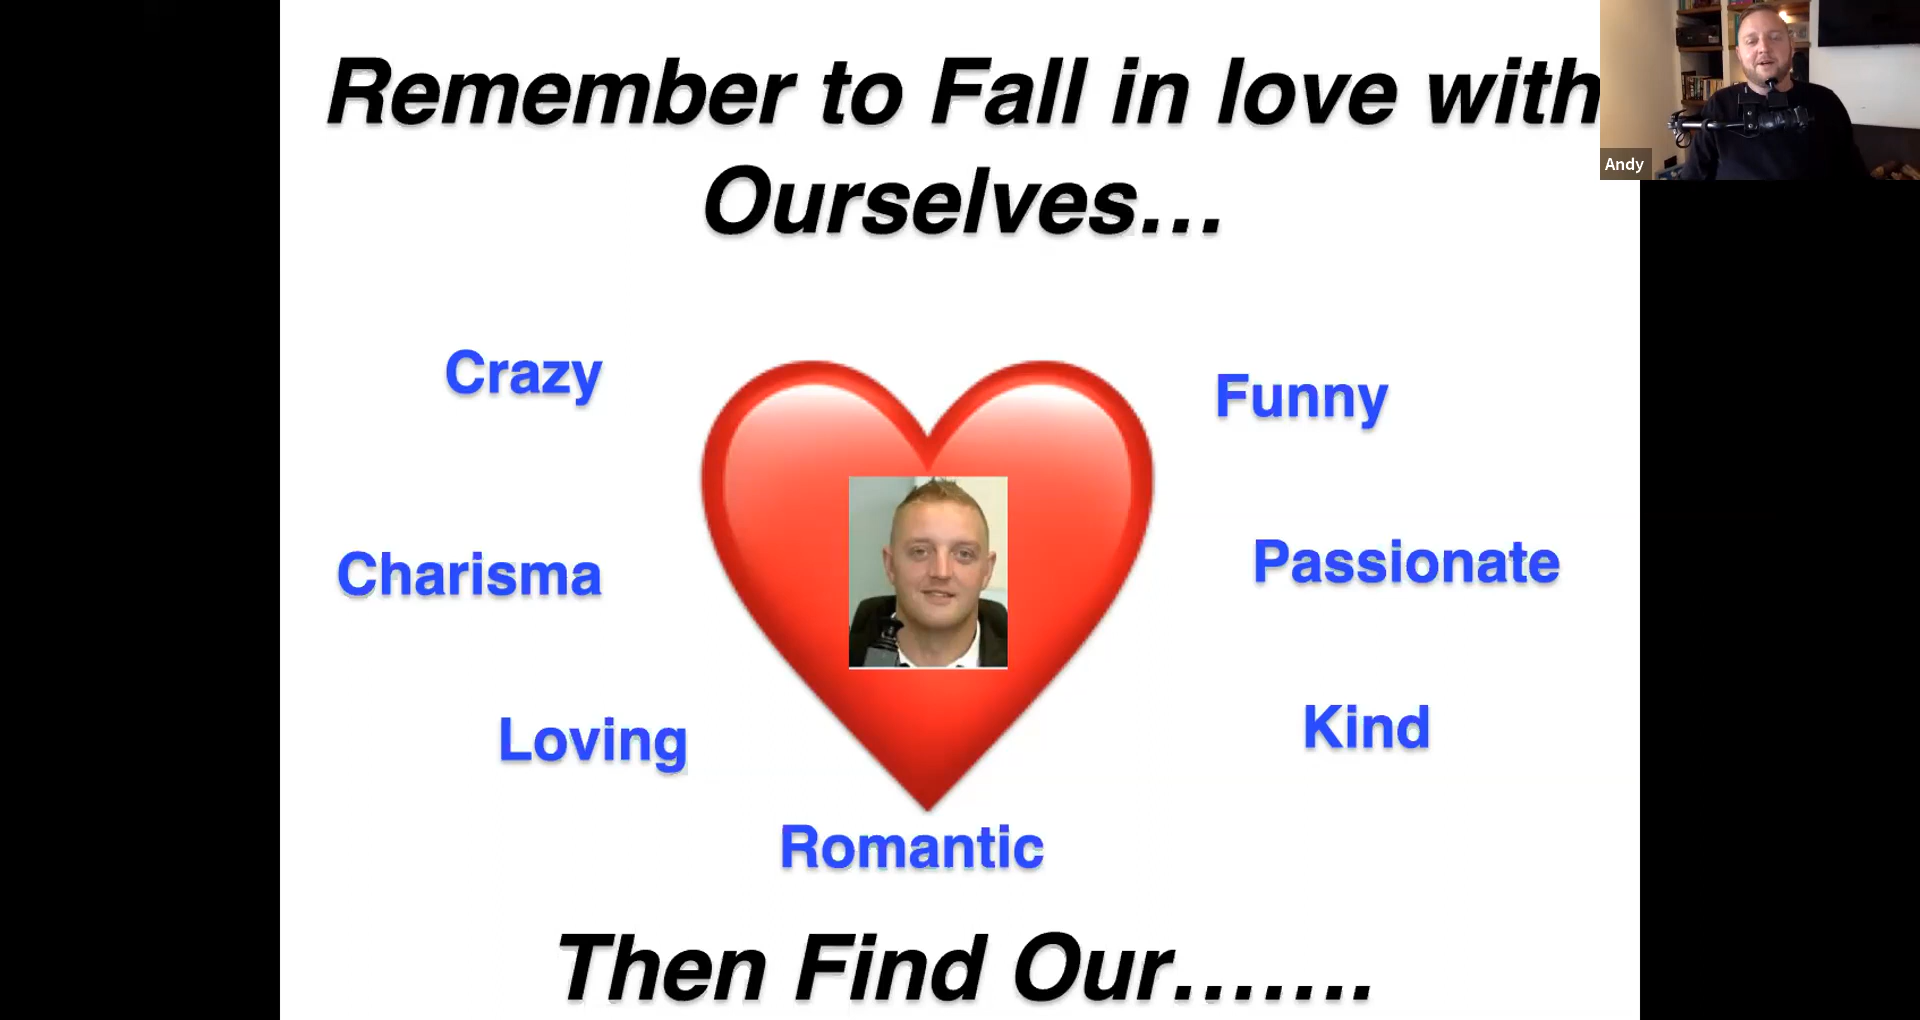 Remember to Fall in love with
Ourselves...
Andy
Crazy
Funny
Charisma
Passionate
Loving
Kind
Romantic
Then Find Our.......